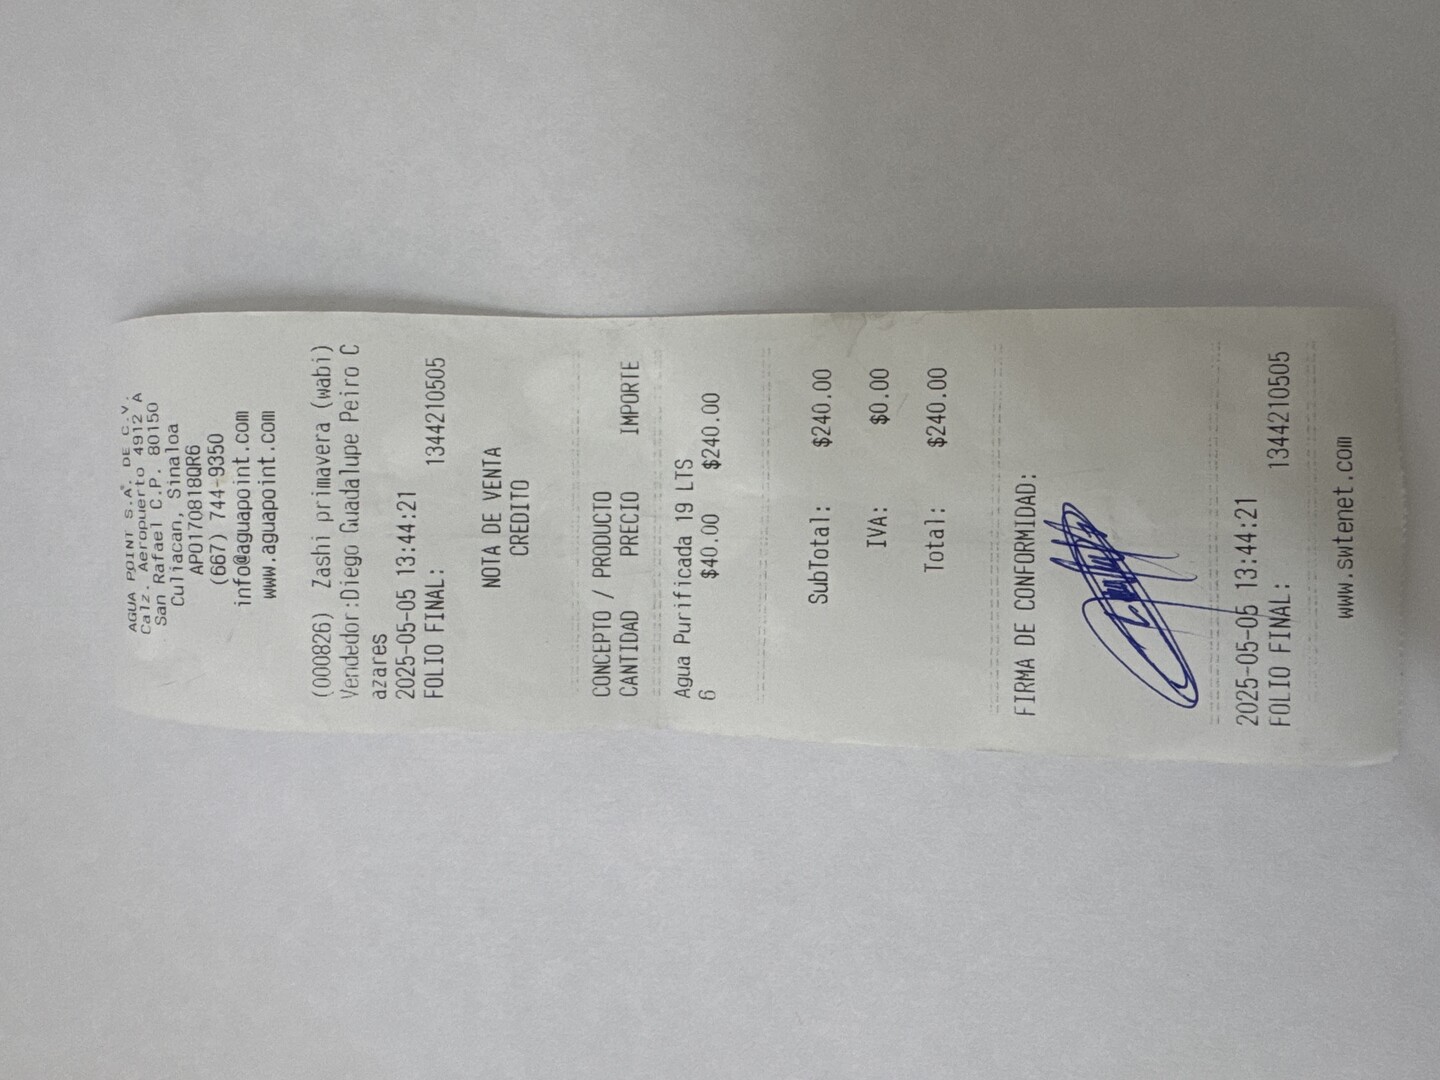 AGUA POINT S.A. DE C.V.
Calz. Aeropuerto 4912 A
San Rafael C.P. 80150
Culiacan, Sinaloa
APO170818QR6
(667) 744-9350
info@aguapoint.com
www.aguapoint.com
(000826) Zashi primavera (wabi)
Vendedor:Diego Guadalupe Peiro C
azares
2025-05-05 13:44:21
FOLIO FINAL: 1344210505
NOTA DE VENTA
CREDITO
CONCEPTO / PRODUCTO
CANTIDAD PRECIO IMPORTE
Agua Purificada 19 LTS
6 $40.00 $240.00
SubTotal: $240.00
IVA: $0.00
Total: $240.00
FIRMA DE CONFORMIDAD:
2025-05-05 13:44:21
FOLIO FINAL: 1344210505
www.swtenet.com